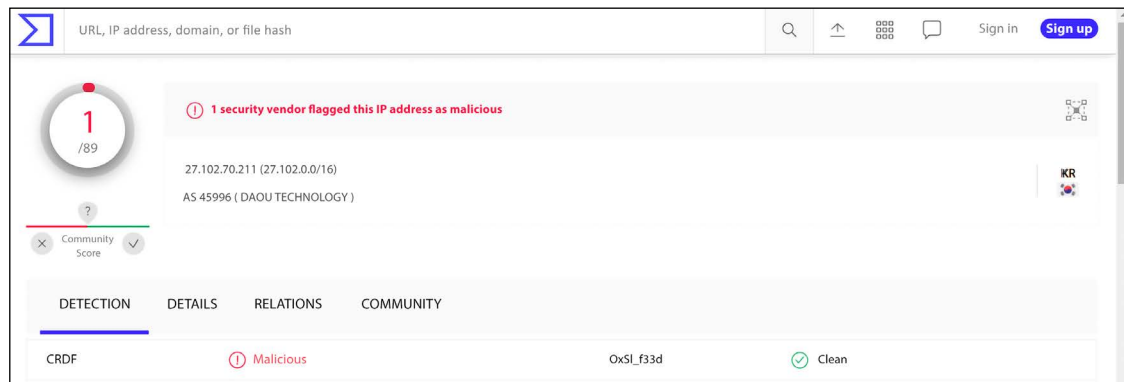 URL, IP address, domain, or file hash
Sign in
Sign up
1
/89
1 security vendor flagged this IP address as malicious
27.102.70.211 (27.102.0.0/16)
AS 45996 ( DAOU TECHNOLOGY )
KR
?
Community
Score
DETECTION DETAILS RELATIONS COMMUNITY
CRDF Malicious OxSI_f33d Clean